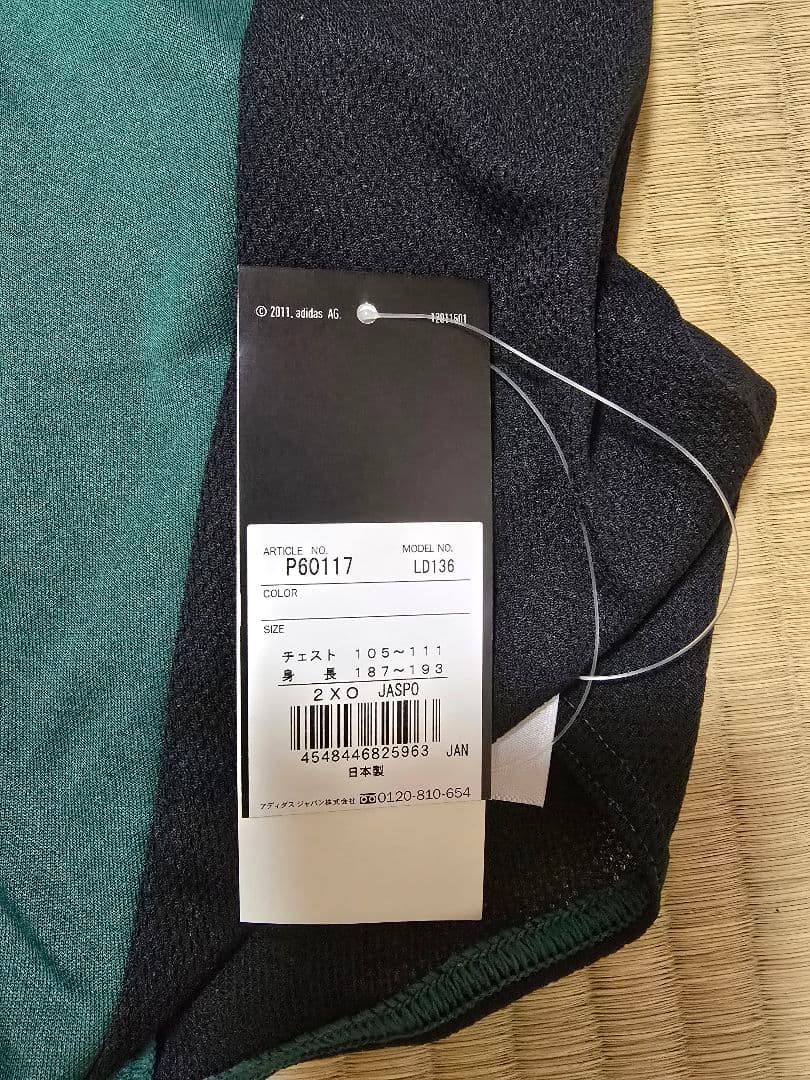 © 2011. adidas AG.
12011501
ARTICLE NO. MODEL NO.
P60117 LD136
COLOR
SIZE
チェスト 105〜111
身 長 187〜193
2XO JASPO
4548446825963 JAN
日本製
アディダス ジャパン株式会社 0120-810-654